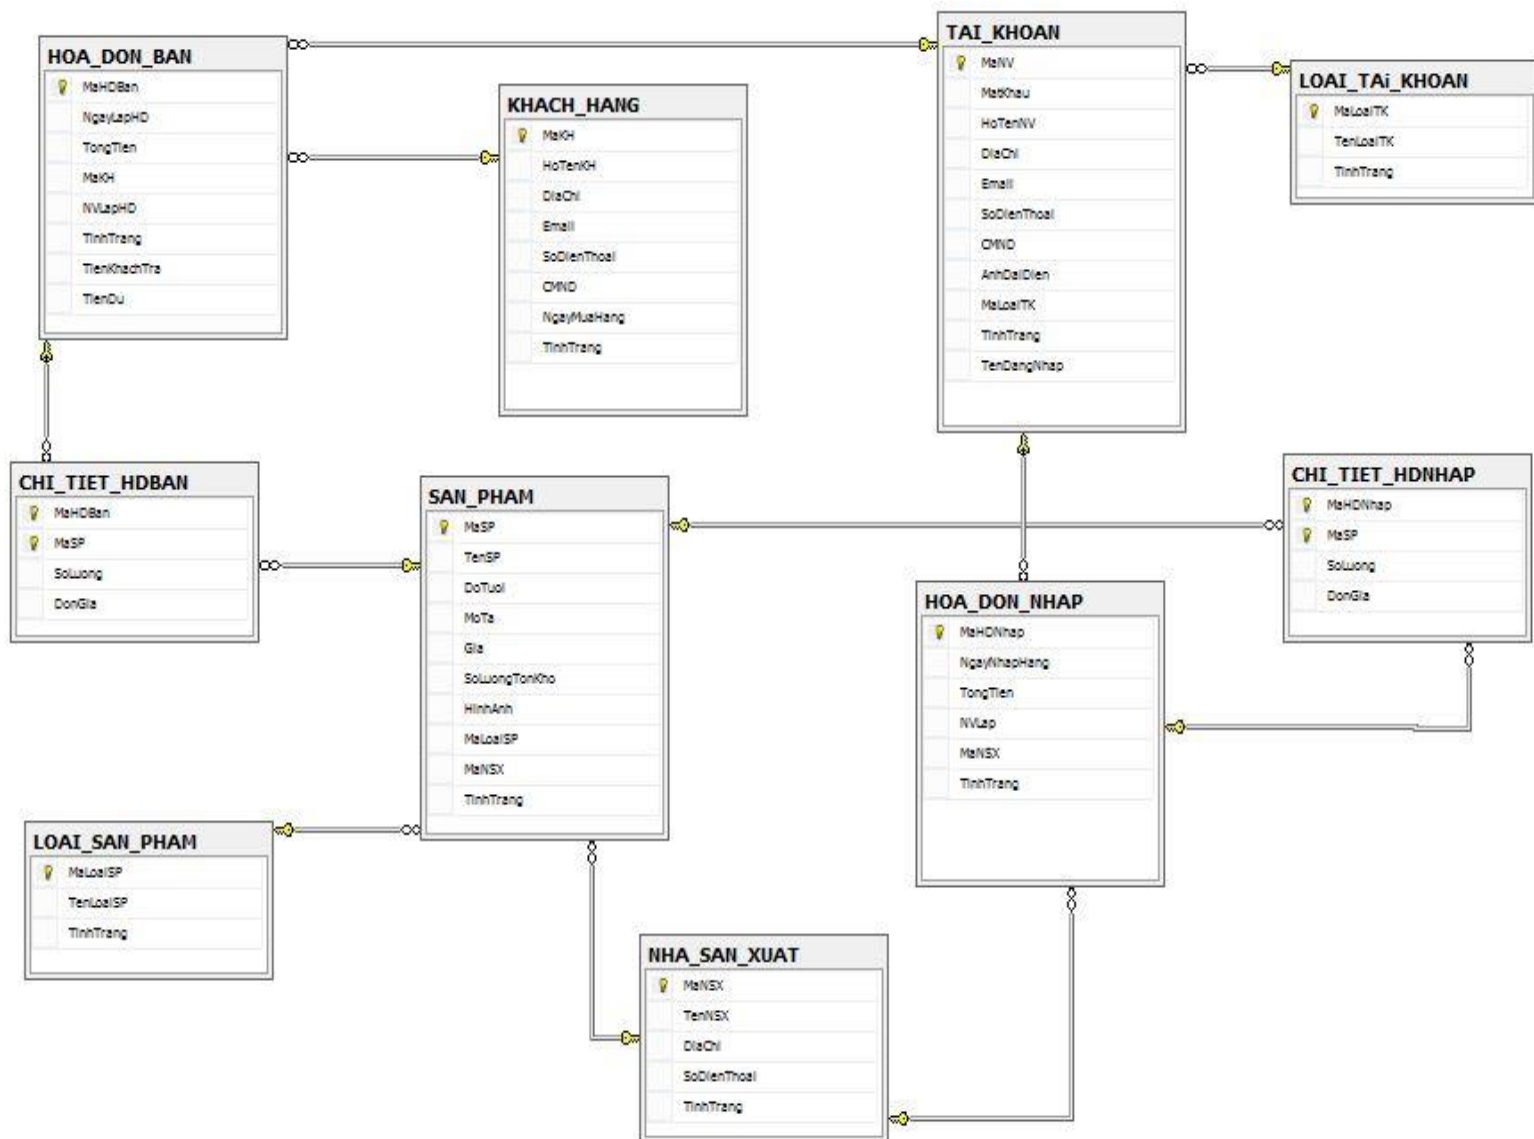 HOA_DON_BAN
MaHDBan
NgayLapHD
TongTien
MaKH
NVLapHD
TinhTrang
TienKhachTra
TienDu
KHACH_HANG
MaKH
HoTenKH
DiaChi
Email
SoDienThoai
CMND
NgayMuaHang
TinhTrang
TAI_KHOAN
MaNV
MatKhau
HoTenNV
DiaChi
Email
SoDienThoai
CMND
AnhDaiDien
MaLoaiTK
TinhTrang
TenDangNhap
LOAI_TAi_KHOAN
MaLoaiTK
TenLoaiTK
TinhTrang
CHI_TIET_HDBAN
MaHDBan
MaSP
SoLuong
DonGia
SAN_PHAM
MaSP
TenSP
DoTuoi
MoTa
Gia
SoLuongTonKho
HinhAnh
MaLoaiSP
MaNSX
TinhTrang
CHI_TIET_HDNHAP
MaHDNhap
MaSP
SoLuong
DonGia
HOA_DON_NHAP
MaHDNhap
NgayNhapHang
TongTien
NVLap
MaNSX
TinhTrang
LOAI_SAN_PHAM
MaLoaiSP
TenLoaiSP
TinhTrang
NHA_SAN_XUAT
MaNSX
TenNSX
DiaChi
SoDienThoai
TinhTrang